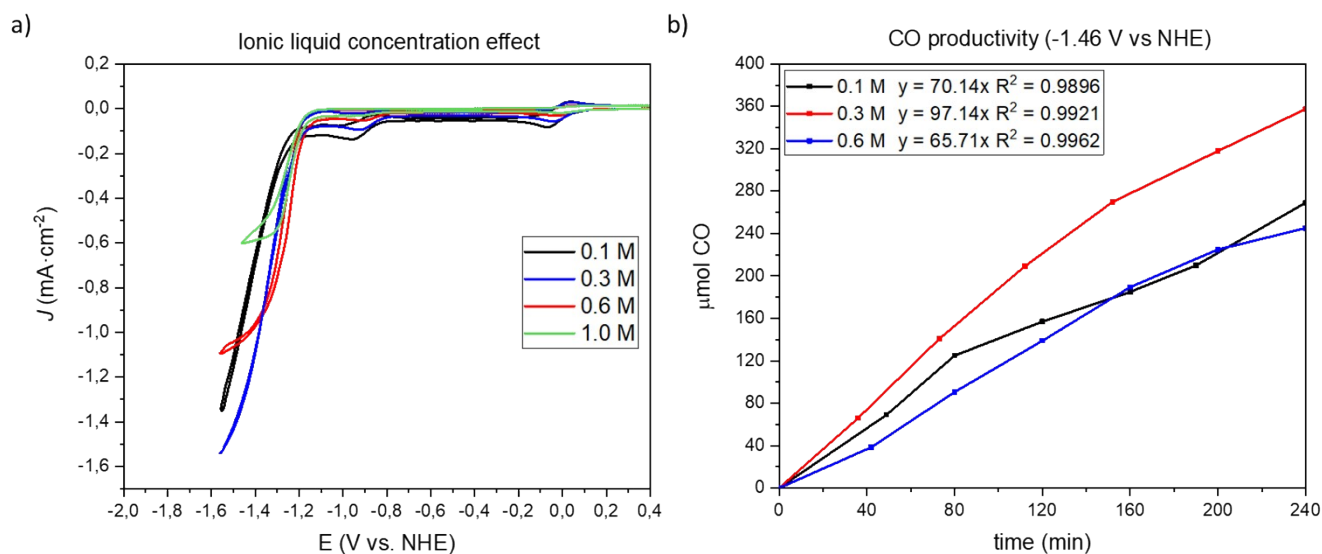 a)
Ionic liquid concentration effect
0,2
0,0
-0,2
-0,4
-0,6
-0,8
-1,0
-1,2
-1,4
-1,6
J (mA·cm-2)
0.1 M
0.3 M
0.6 M
1.0 M
-2,0 -1,8 -1,6 -1,4 -1,2 -1,0 -0,8 -0,6 -0,4 -0,2 0,0 0,2 0,4
E (V vs. NHE)
b)
CO productivity (-1.46 V vs NHE)
400
360
320
280
240
200
160
120
80
40
0
μmol CO
0.1 M y = 70.14x R² = 0.9896
0.3 M y = 97.14x R² = 0.9921
0.6 M y = 65.71x R² = 0.9962
0 40 80 120 160 200 240
time (min)